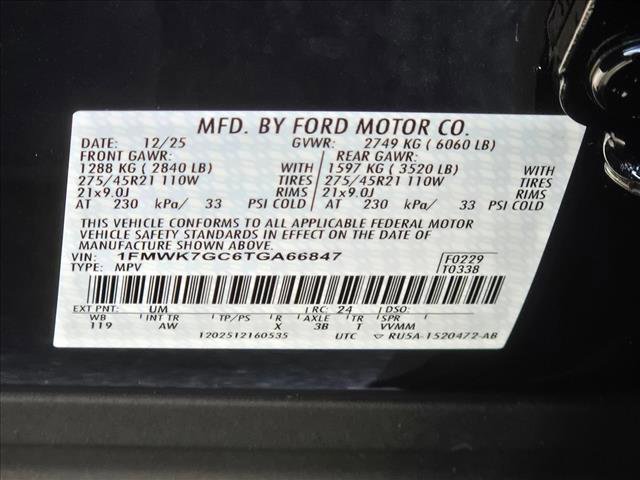 MFD. BY FORD MOTOR CO.
DATE: 12/25 GVWR: 2749 KG ( 6060 LB)
FRONT GAWR: REAR GAWR:
1288 KG ( 2840 LB) WITH 1597 KG ( 3520 LB) WITH
275/45R21 110W TIRES 275/45R21 110W TIRES
21x9.0J RIMS 21x9.0J RIMS
AT 230 kPa/ 33 PSI COLD AT 230 kPa/ 33 PSI COLD
THIS VEHICLE CONFORMS TO ALL APPLICABLE FEDERAL MOTOR
VEHICLE SAFETY STANDARDS IN EFFECT ON THE DATE OF
MANUFACTURE SHOWN ABOVE.
VIN: 1FMWK7GC6TGA66847 F0229
TYPE: MPV T0338
EXT PNT: UM RC: 24 DSO:
WB INT TR TP/PS R AXLE TR SPR
119 AW X 3B T VVMM
1202512160535 UTC ▽ RU5A-1520472-AB